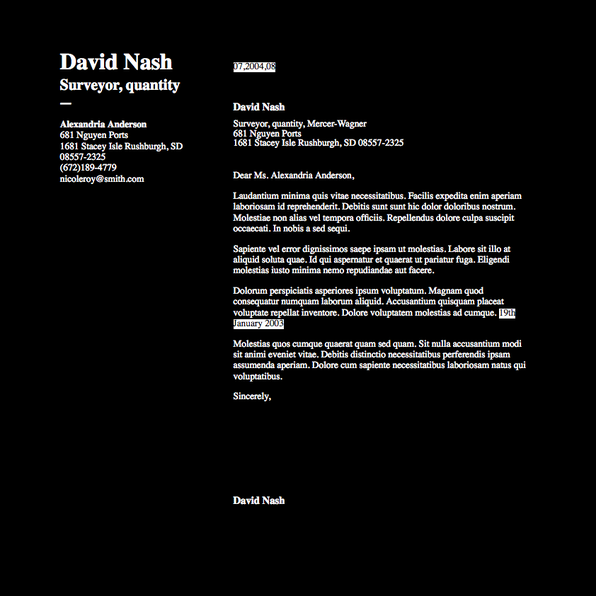 David Nash
Surveyor, quantity
Alexandria Anderson
681 Nguyen Ports
1681 Stacey Isle Rushburgh, SD
08557-2325
(672)189-4779
nicoleroy@smith.com
07,2004,08
David Nash
Surveyor, quantity, Mercer-Wagner
681 Nguyen Ports
1681 Stacey Isle Rushburgh, SD 08557-2325
Dear Ms. Alexandria Anderson,
Laudantium minima quis vitae necessitatibus. Facilis expedita enim aperiam
laboriosam id reprehenderit. Debitis sunt sunt hic dolor doloribus nostrum.
Molestiae non alias vel tempora officiis. Repellendus dolore culpa suscipit
occaecati. In nobis a sed sequi.
Sapiente vel error dignissimos saepe ipsam ut molestias. Labore sit illo at
aliquid soluta quae. Id qui aspernatur et quaerat ut pariatur fuga. Eligendi
molestias iusto minima nemo repudiandae aut facere.
Dolorum perspiciatis asperiores ipsum voluptatum. Magnam quod
consequatur numquam laborum aliquid. Accusantium quisquam placeat
voluptate repellat inventore. Dolore voluptatem molestias ad cumque. 19th
January 2003
Molestias quos cumque quaerat quam sed quam. Sit nulla accusantium modi
sit animi eveniet vitae. Debitis distinctio necessitatibus perferendis ipsam
assumenda aperiam. Dolore cum sapiente necessitatibus laboriosam natus qui
voluptatibus.
Sincerely,
David Nash